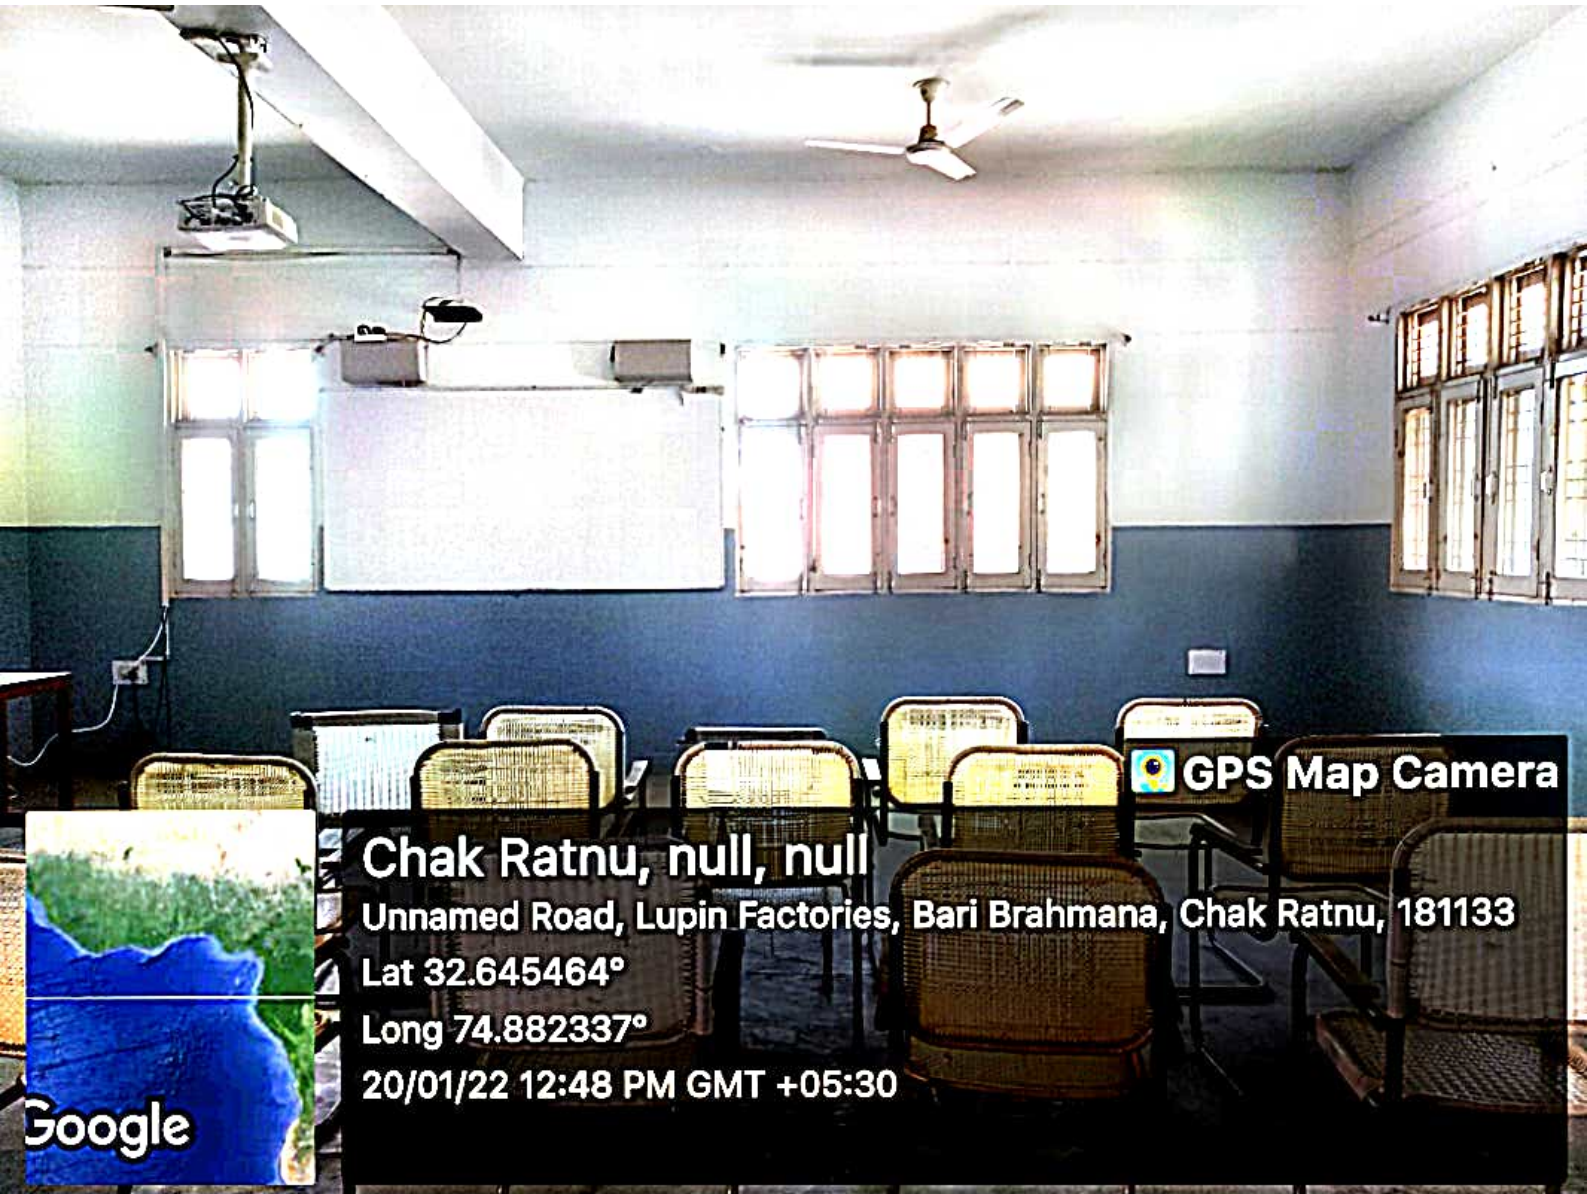 GPS Map Camera
Chak Ratnu, null, null
Unnamed Road, Lupin Factories, Bari Brahmana, Chak Ratnu, 181133
Lat 32.645464°
Long 74.882337°
20/01/22 12:48 PM GMT +05:30
Google